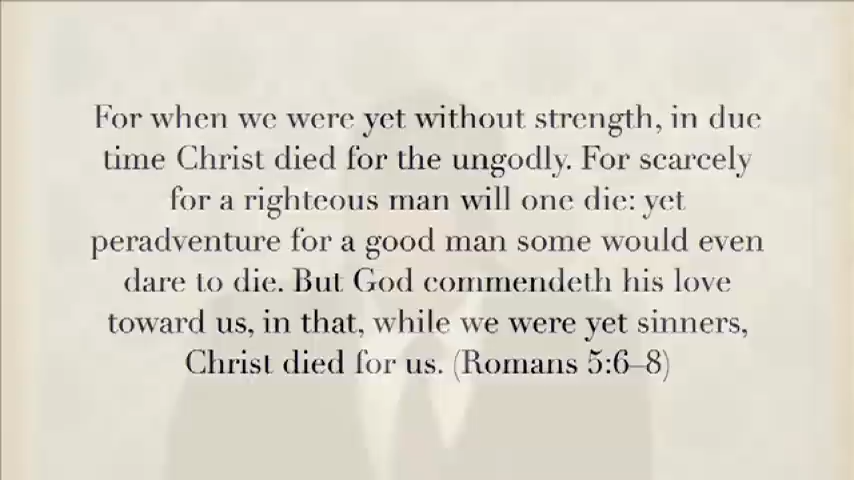 For when we were yet without strength, in due
time Christ died for the ungodly. For scarcely
for a righteous man will one die: yet
peradventure for a good man some would even
dare to die. But God commendeth his love
toward us, in that, while we were yet sinners,
Christ died for us. (Romans 5:6–8)